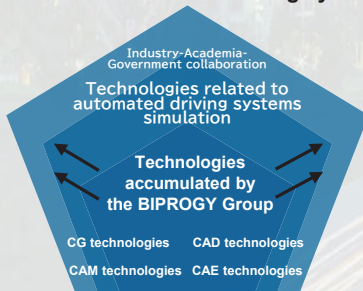 Industry-Academia-
Government collaboration
Technologies related to
automated driving systems
simulation
Technologies
accumulated by
the BIPROGY Group
CG technologies CAD technologies
CAM technologies CAE technologies